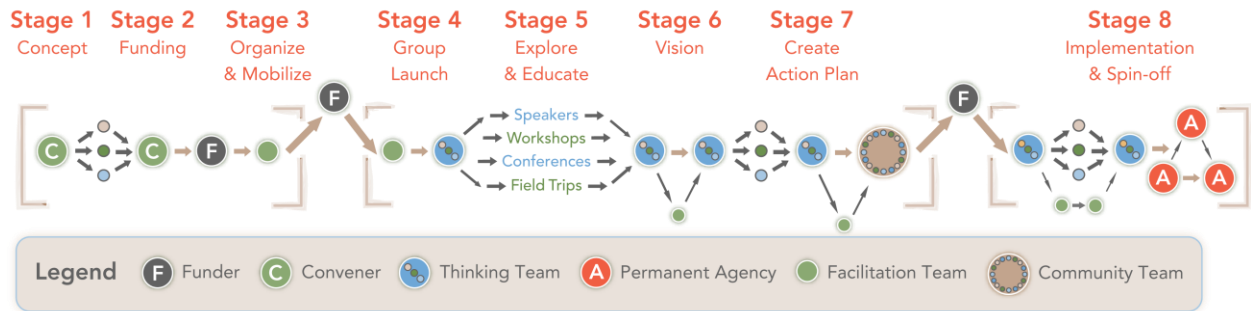 Stage 1
Concept
Stage 2
Funding
Stage 3
Organize
& Mobilize
Stage 4
Group
Launch
Stage 5
Explore
& Educate
Stage 6
Vision
Stage 7
Create
Action Plan
Stage 8
Implementation
& Spin-off
C
C
F
F
Speakers
Workshops
Conferences
Field Trips
F
A
A
A
Legend
F Funder
C Convener
Thinking Team
A Permanent Agency
Facilitation Team
Community Team